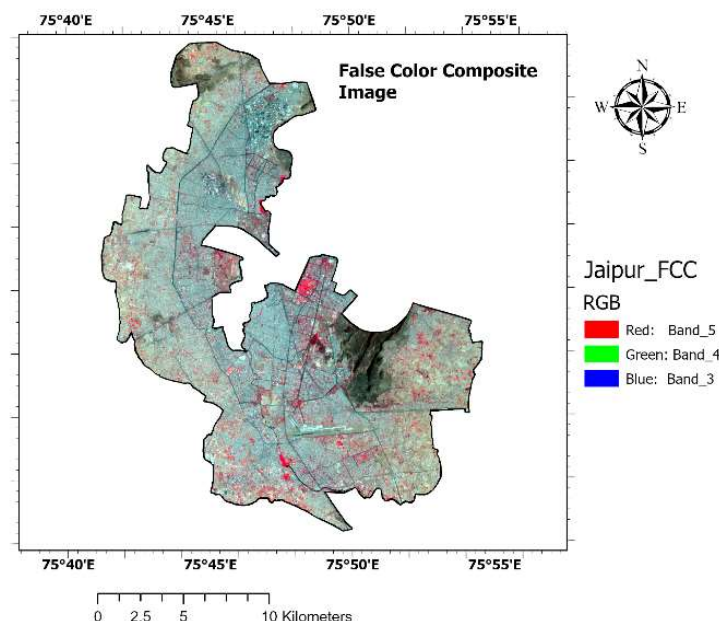 75°40'E 75°45'E 75°50'E 75°55'E
False Color Composite
Image
N
W E
S
Jaipur_FCC
RGB
Red: Band_5
Green: Band_4
Blue: Band_3
75°40'E 75°45'E 75°50'E 75°55'E
0 2.5 5 10 Kilometers